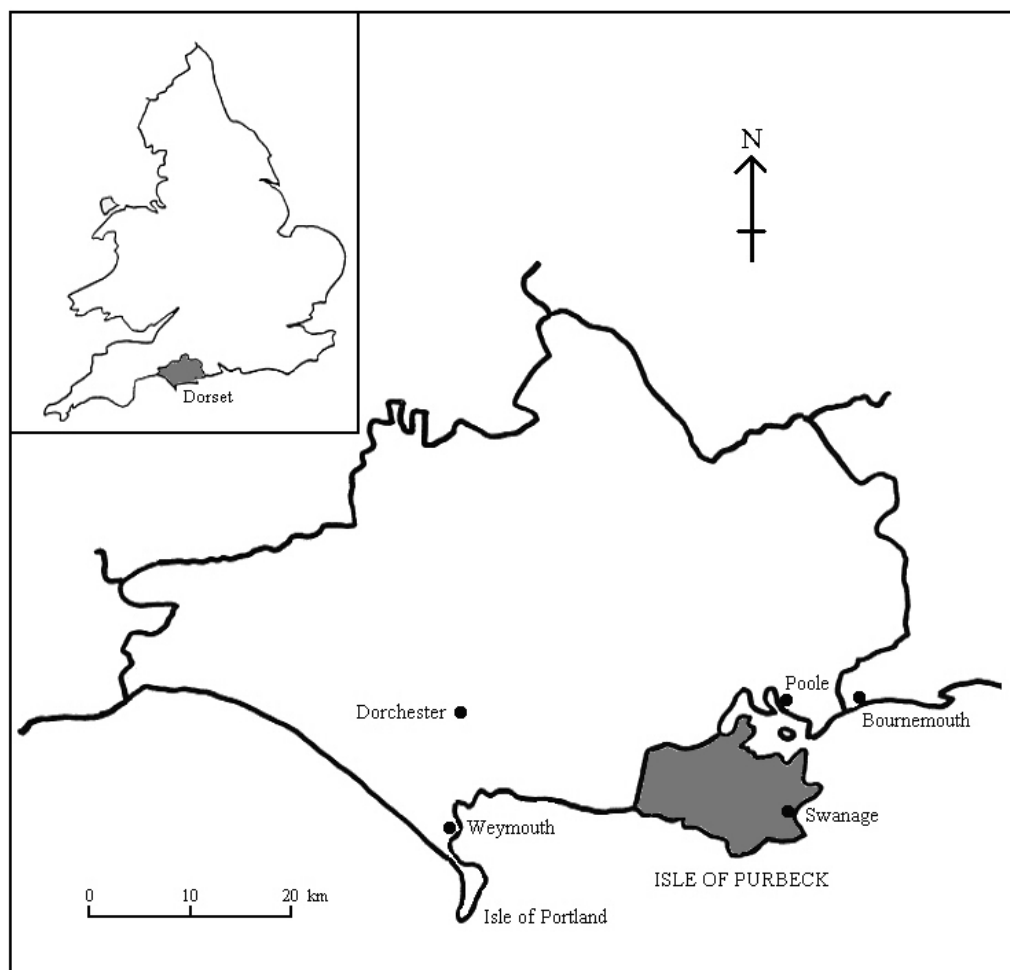 Dorset
N
Poole
Dorchester
Bournemouth
Swanage
Weymouth
ISLE OF PURBECK
0 10 20 km
Isle of Portland